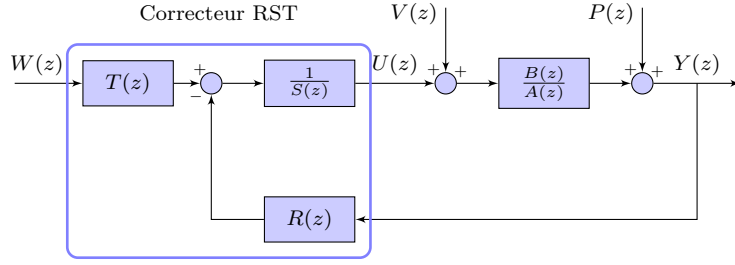 Correcteur RST
V(z)
P(z)
W(z)
T(z)
+
−
1
S(z)
U(z)
+
+
B(z)
A(z)
+
+
Y(z)
R(z)